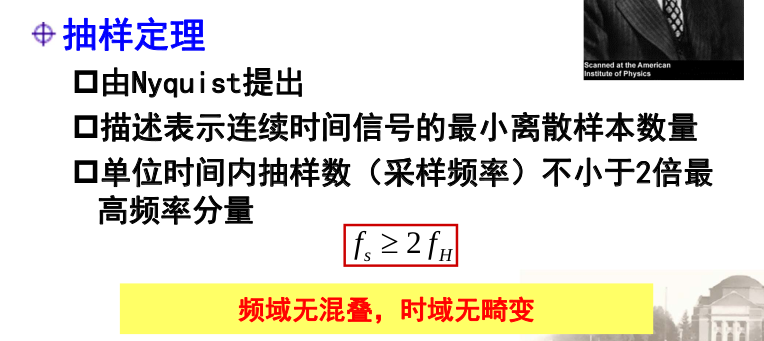 抽样定理
Scanned at the American
Institute of Physics
由Nyquist提出
描述表示连续时间信号的最小离散样本数量
单位时间内抽样数（采样频率）不小于2倍最
高频率分量
f_s ≥ 2 f_H
频域无混叠，时域无畸变